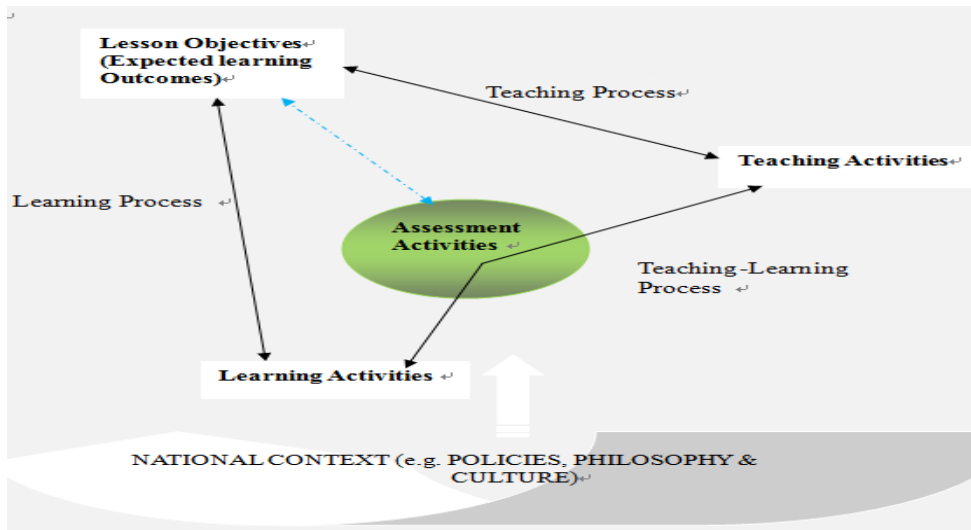 Lesson Objectives
(Expected learning
Outcomes)
Teaching Process
Teaching Activities
Learning Process
Assessment
Activities
Teaching-Learning
Process
Learning Activities
NATIONAL CONTEXT (e.g. POLICIES, PHILOSOPHY &
CULTURE)